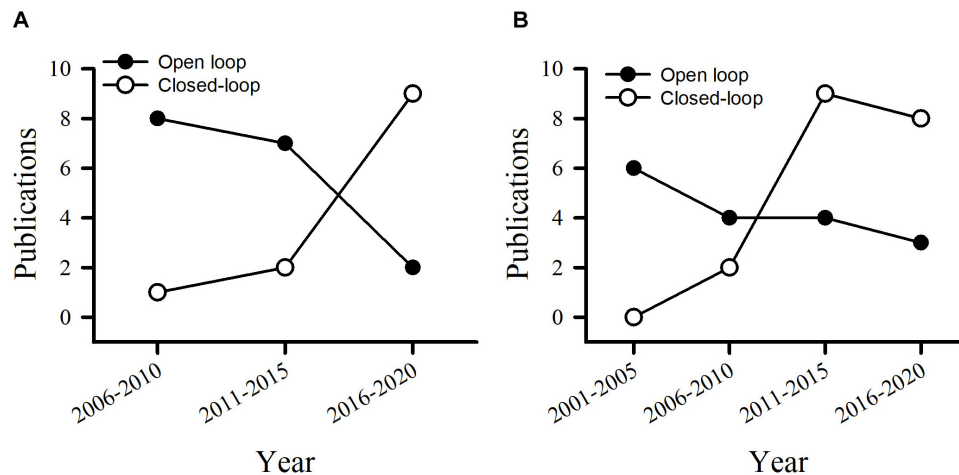 A
Open loop
Closed-loop
10
8
6
4
2
0
Publications
2006-2010
2011-2015
2016-2020
Year
B
Open loop
Closed-loop
10
8
6
4
2
0
Publications
2001-2005
2006-2010
2011-2015
2016-2020
Year